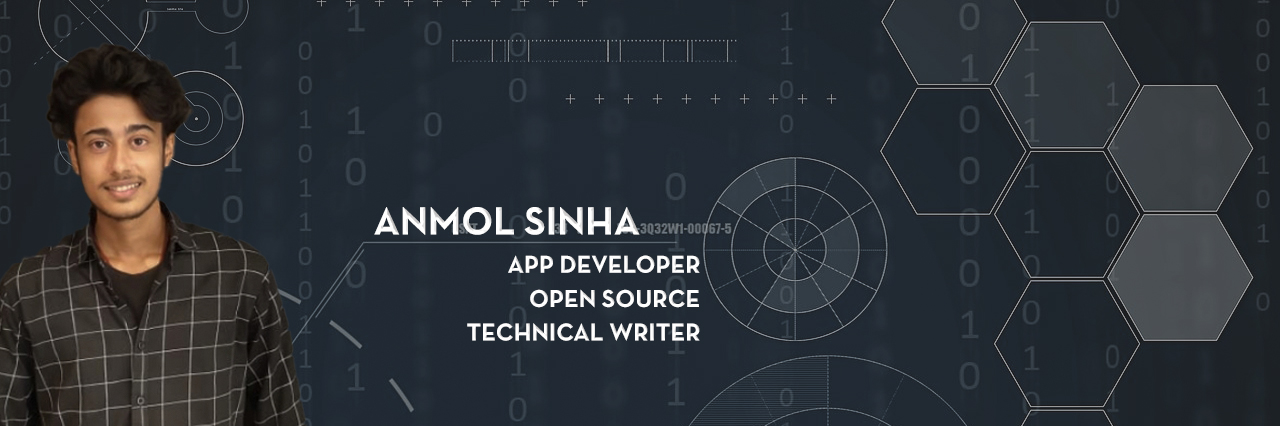 ANMOL SINHA
APP DEVELOPER
OPEN SOURCE
TECHNICAL WRITER